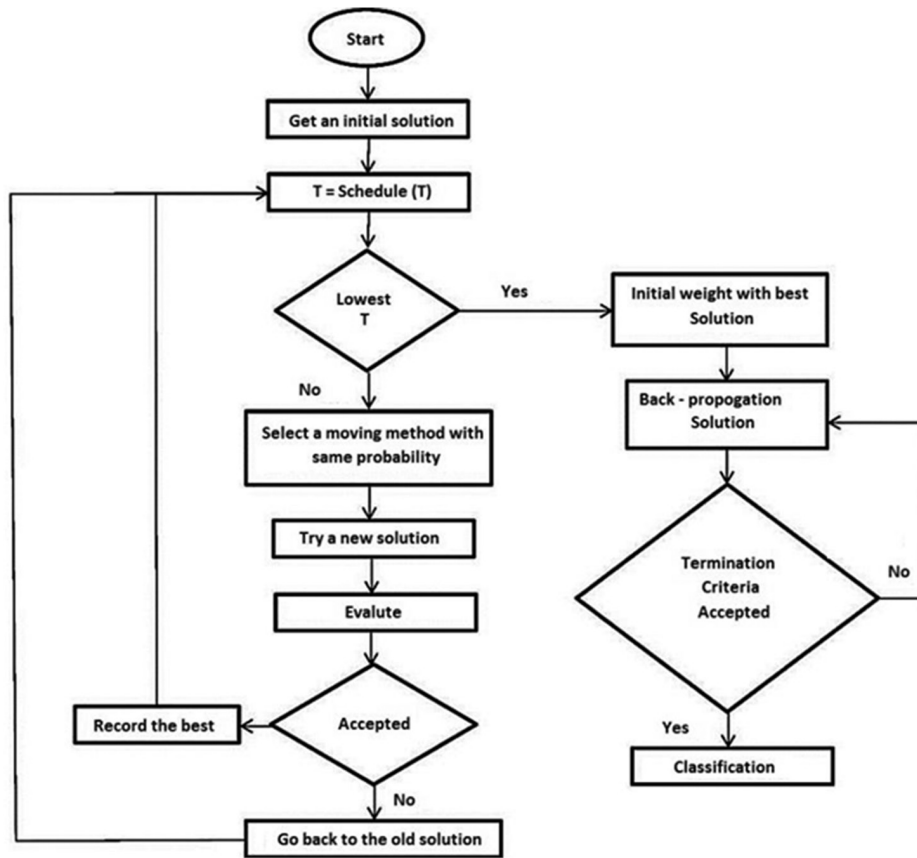 Start
Get an initial solution
T = Schedule (T)
Lowest
T
Yes
No
Select a moving method with
same probability
Try a new solution
Evalute
Accepted
Record the best
No
Go back to the old solution
Initial weight with best
Solution
Back - propogation
Solution
Termination
Criteria
Accepted
No
Yes
Classification